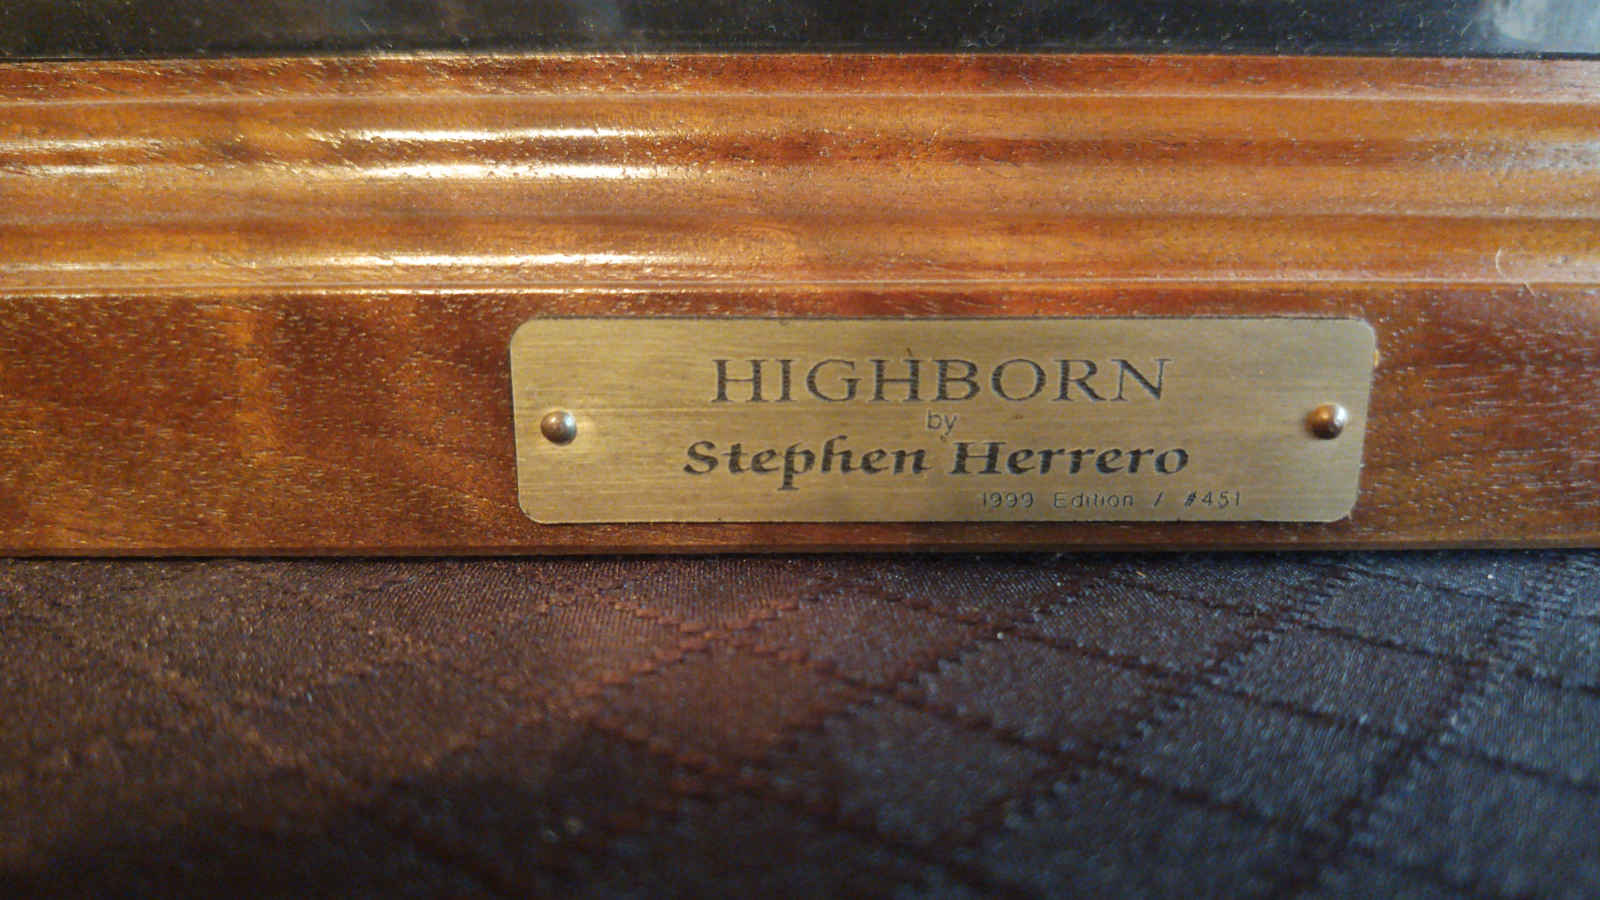 HIGHBORN
by
Stephen Herrero
1999 Edition / #451